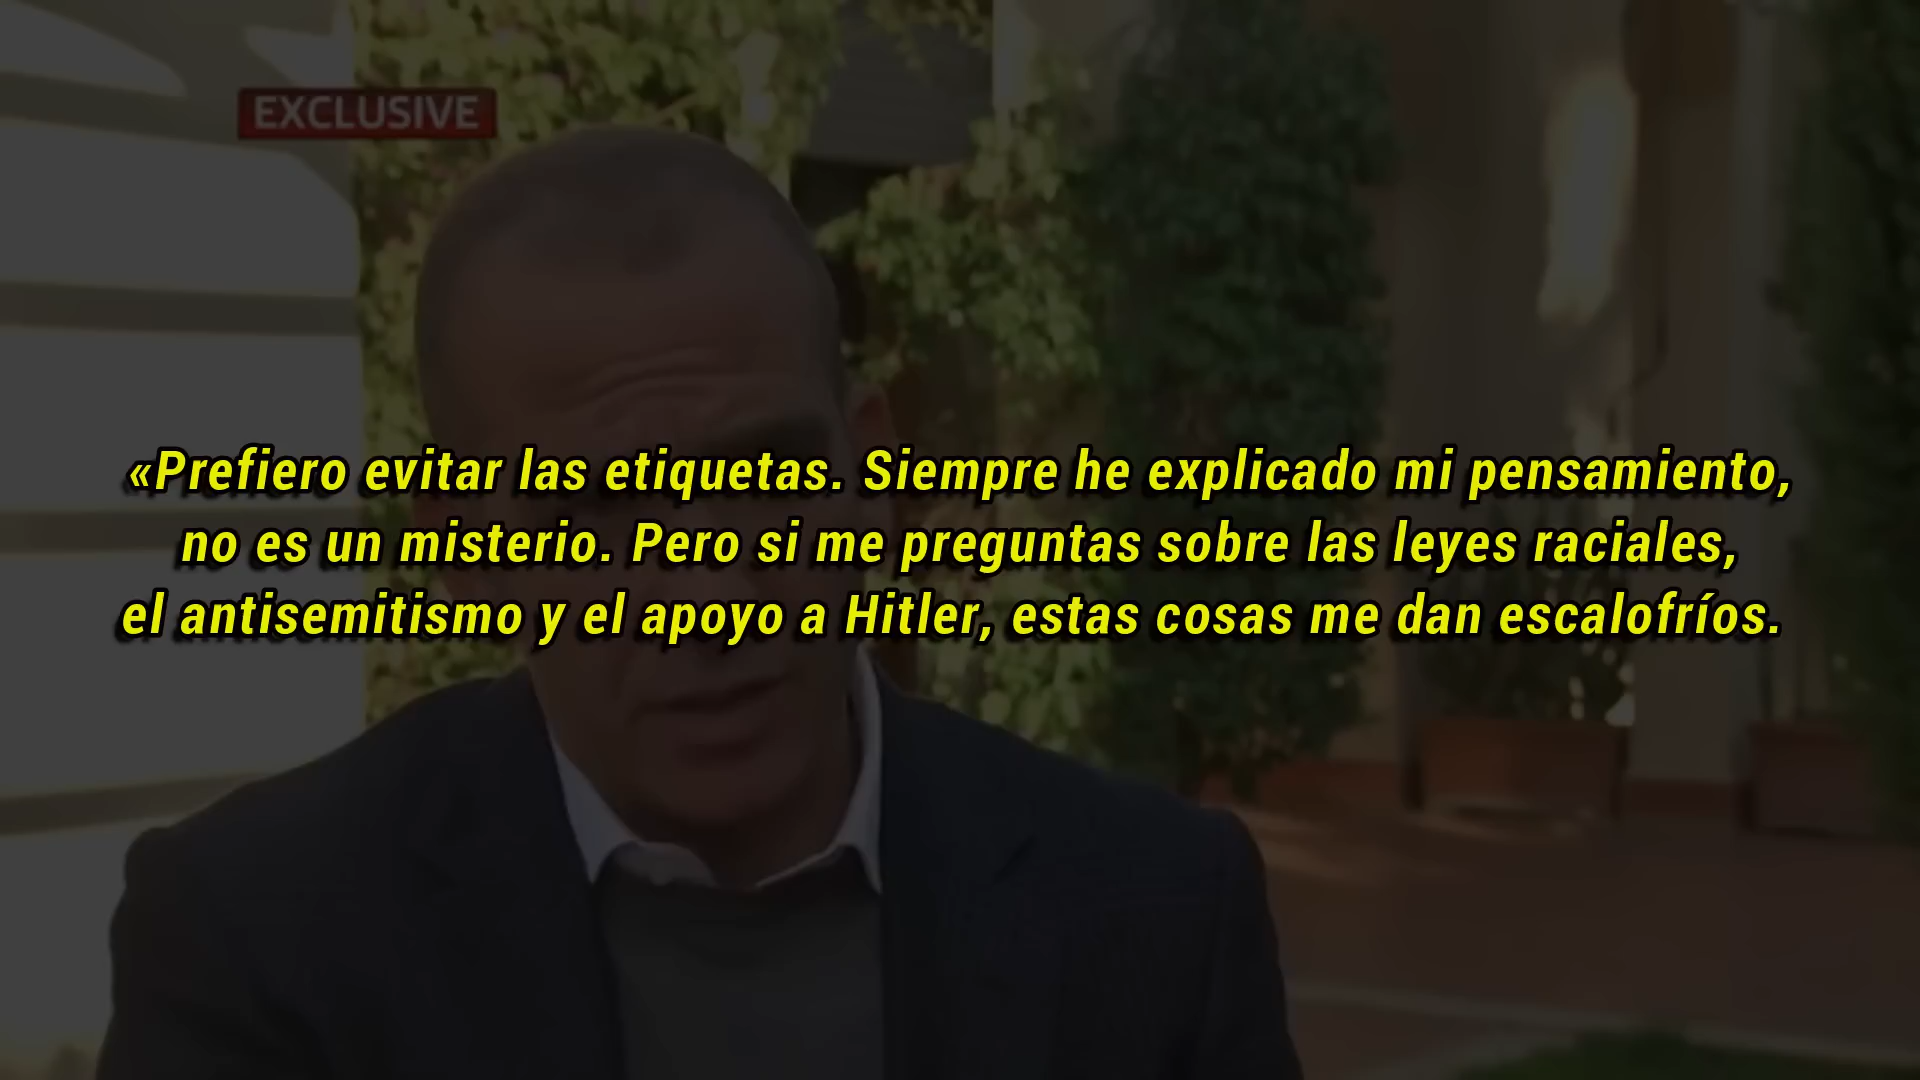 EXCLUSIVE
«Prefiero evitar las etiquetas. Siempre he explicado mi pensamiento,
no es un misterio. Pero si me preguntas sobre las leyes raciales,
el antisemitismo y el apoyo a Hitler, estas cosas me dan escalofríos.